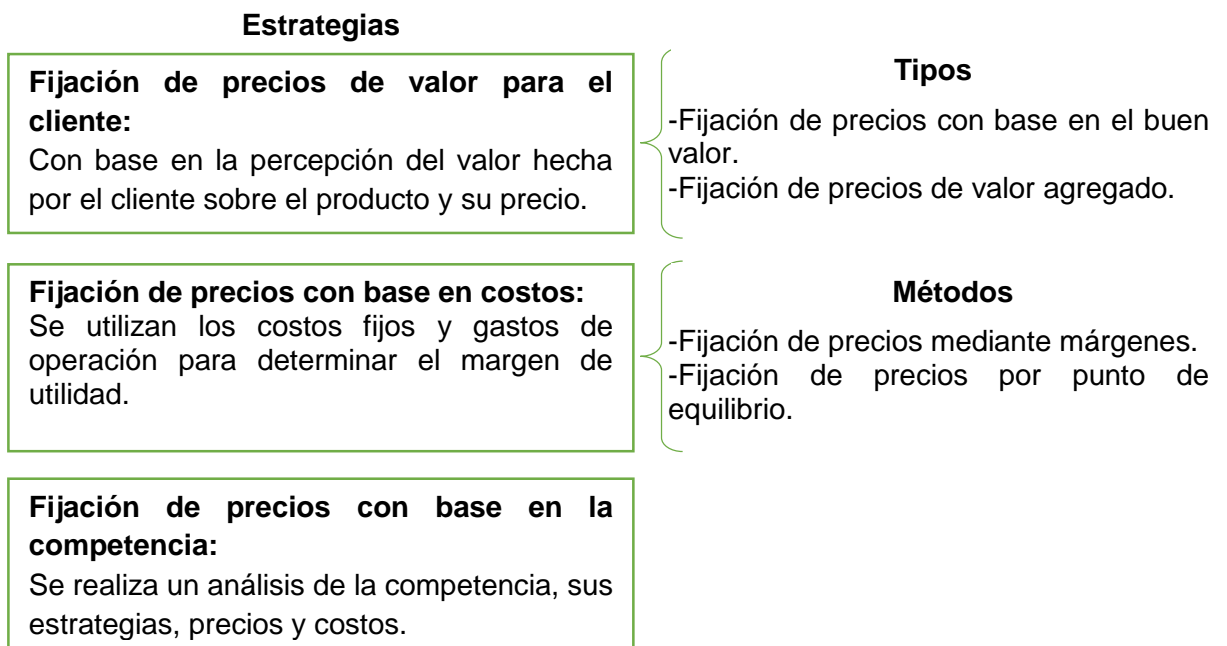 Estrategias
Fijación de precios de valor para el
cliente:
Con base en la percepción del valor hecha
por el cliente sobre el producto y su precio.
Tipos
-Fijación de precios con base en el buen
valor.
-Fijación de precios de valor agregado.
Fijación de precios con base en costos:
Se utilizan los costos fijos y gastos de
operación para determinar el margen de
utilidad.
Métodos
-Fijación de precios mediante márgenes.
-Fijación de precios por punto de
equilibrio.
Fijación de precios con base en la
competencia:
Se realiza un análisis de la competencia, sus
estrategias, precios y costos.